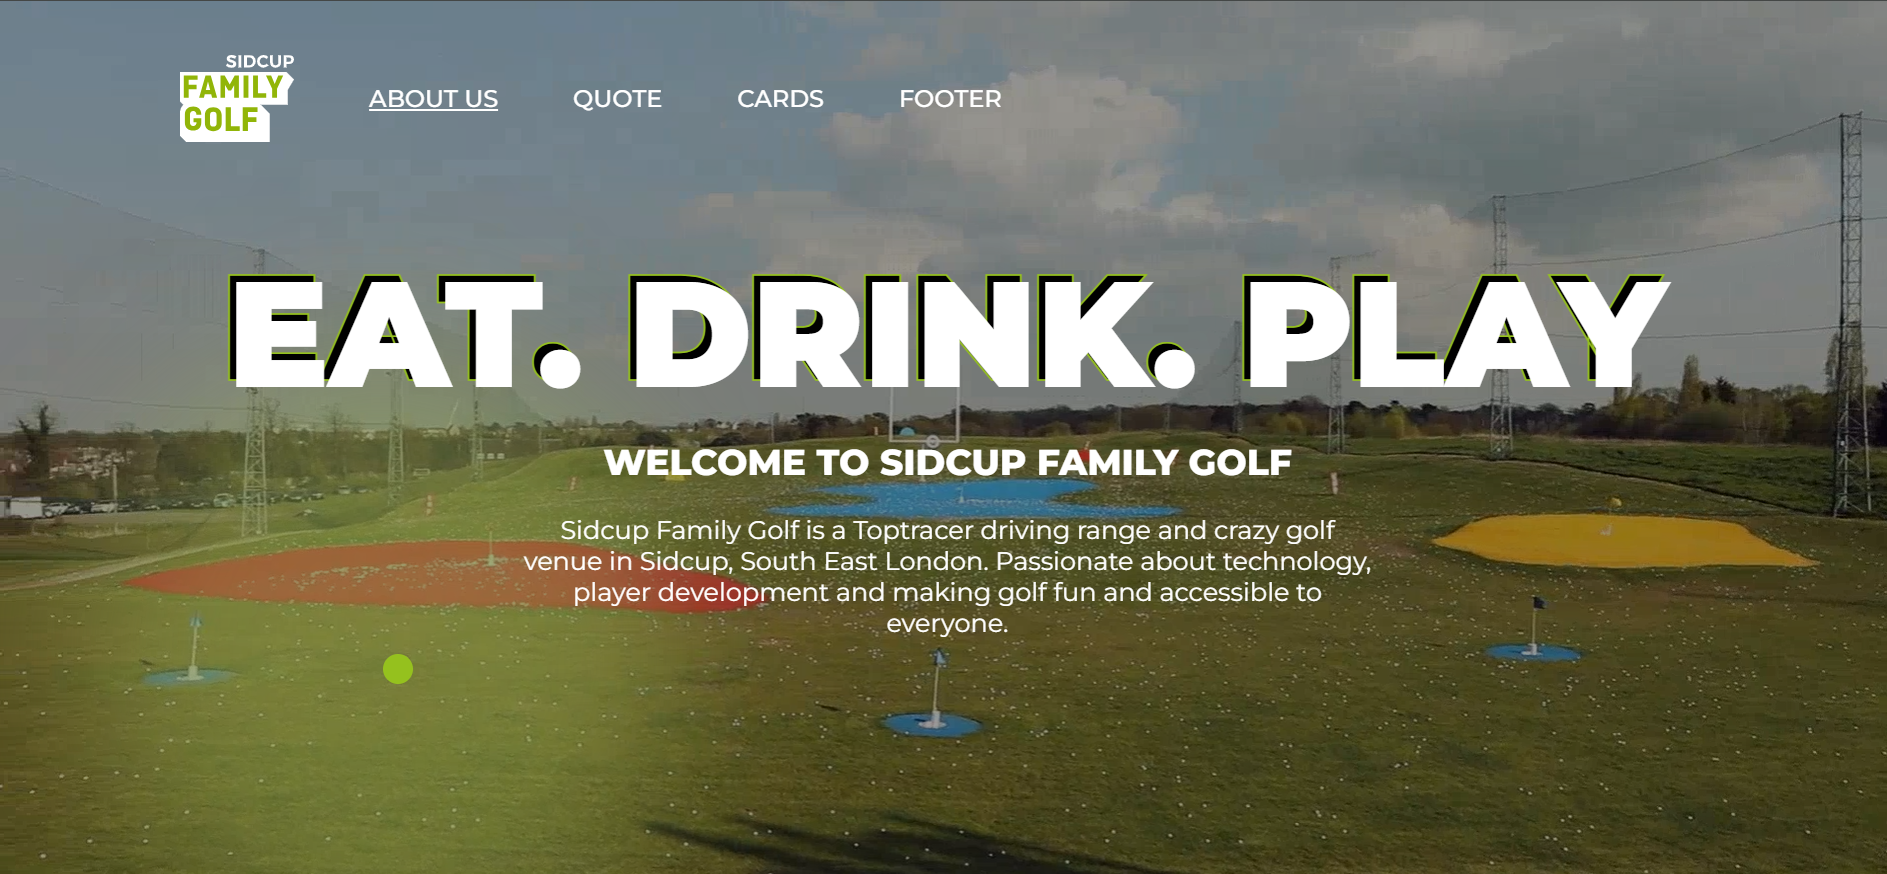 SIDCUP
FAMILY
GOLF
ABOUT US
QUOTE
CARDS
FOOTER
EAT. DRINK. PLAY
WELCOME TO SIDCUP FAMILY GOLF
Sidcup Family Golf is a Toptracer driving range and crazy golf
venue in Sidcup, South East London. Passionate about technology,
player development and making golf fun and accessible to
everyone.